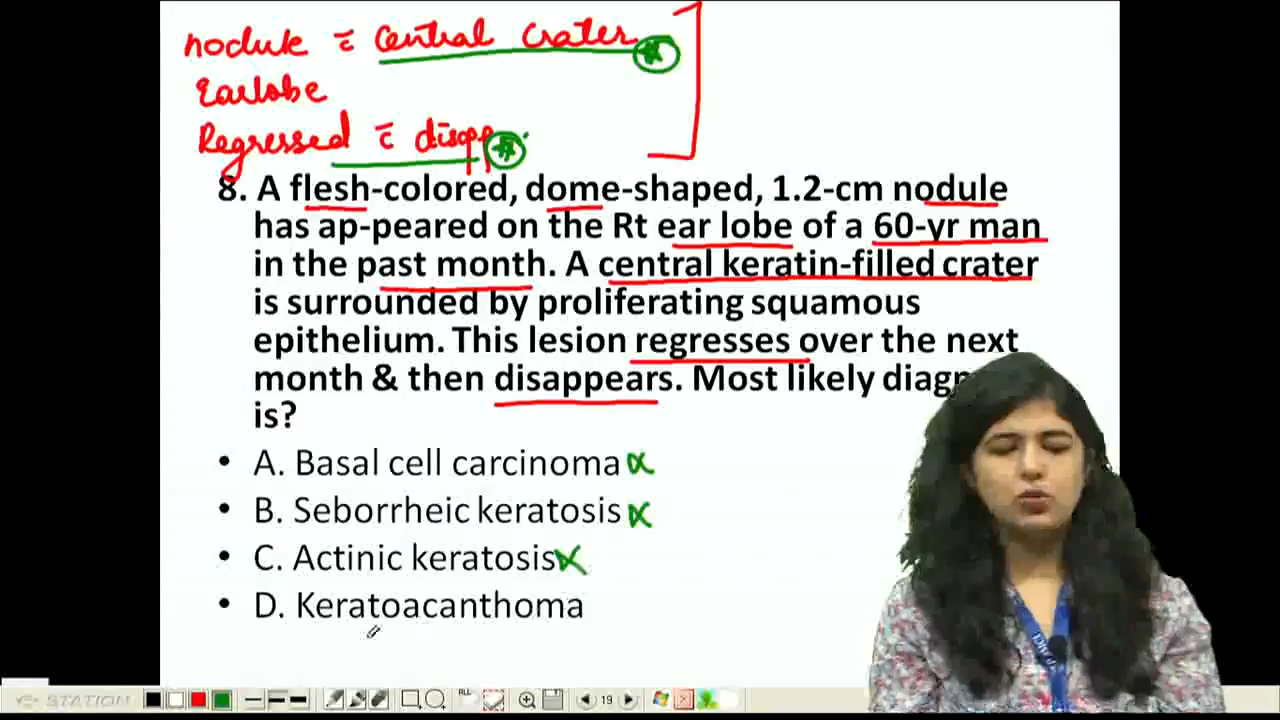 nodule c̄ central crater
Earlobe
Regressed c̄ disapp
8. A flesh-colored, dome-shaped, 1.2-cm nodule
has ap-peared on the Rt ear lobe of a 60-yr man
in the past month. A central keratin-filled crater
is surrounded by proliferating squamous
epithelium. This lesion regresses over the next
month & then disappears. Most likely diagn
is?
• A. Basal cell carcinoma
• B. Seborrheic keratosis
• C. Actinic keratosis
• D. Keratoacanthoma
STATION
19